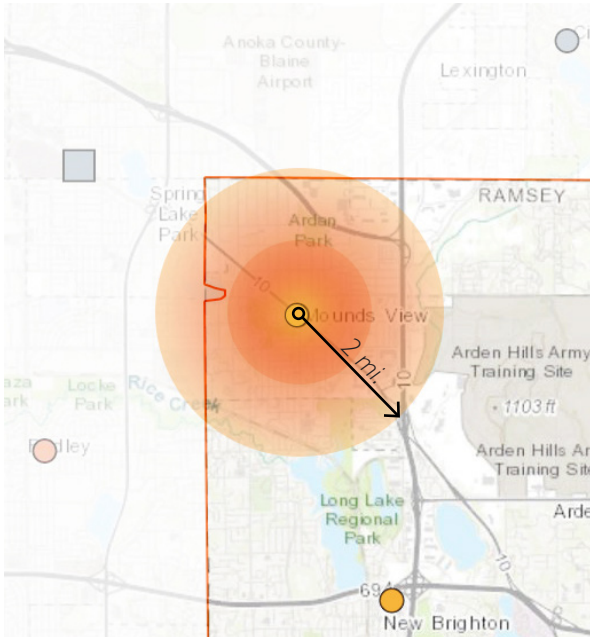 Anoka County-
Blaine
Airport
Lexington
RAMSEY
Spring
Lake
Park
Ardan
Park
10
Mounds View
2 mi.
10
Arden Hills Army
Training Site
1103 ft
Locke
Park
Rice Creek
Arden Hills Ar
Training Site
Long Lake
Regional
Park
Arde
10
694
New Brighton